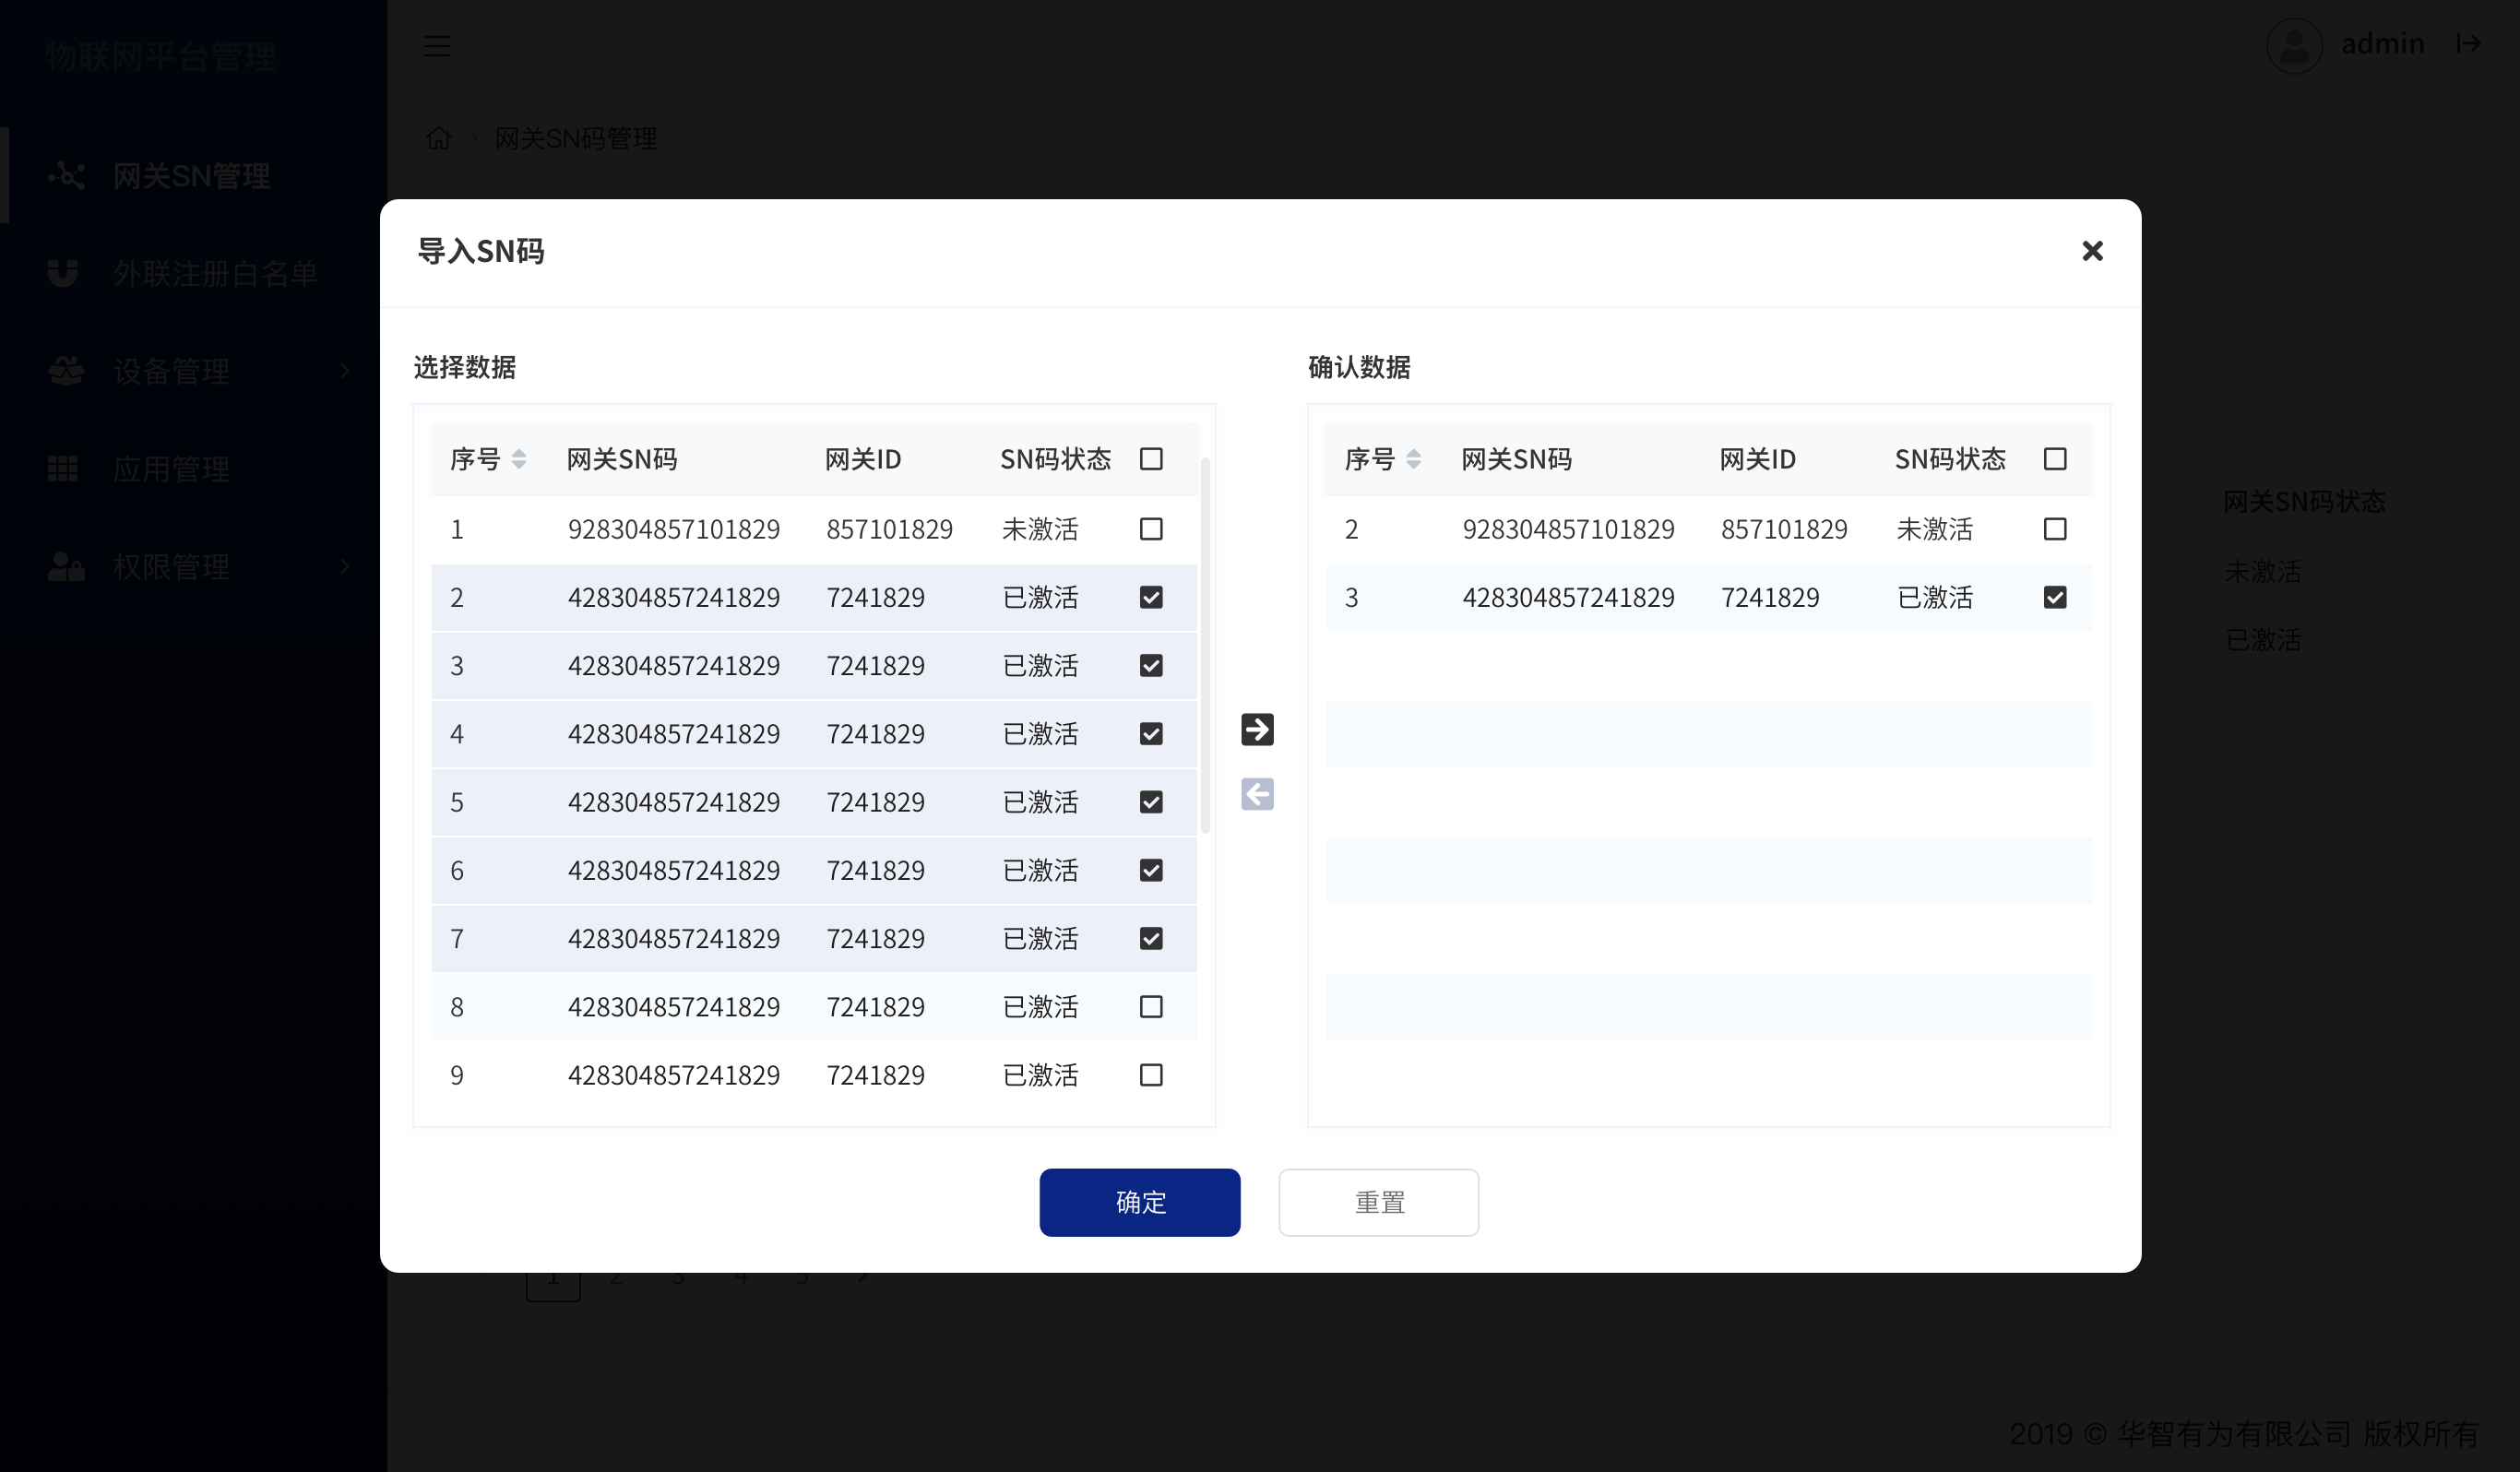 物联网平台管理
admin
网关SN码管理
网关SN管理
外联注册白名单
设备管理
应用管理
权限管理
导入SN码
选择数据
序号 网关SN码 网关ID SN码状态
1 928304857101829 857101829 未激活
2 428304857241829 7241829 已激活
3 428304857241829 7241829 已激活
4 428304857241829 7241829 已激活
5 428304857241829 7241829 已激活
6 428304857241829 7241829 已激活
7 428304857241829 7241829 已激活
8 428304857241829 7241829 已激活
9 428304857241829 7241829 已激活
确认数据
序号 网关SN码 网关ID SN码状态
2 928304857101829 857101829 未激活
3 428304857241829 7241829 已激活
网关SN码状态
未激活
已激活
确定 重置
1 2 3 4 5
2019 © 华智有为有限公司 版权所有